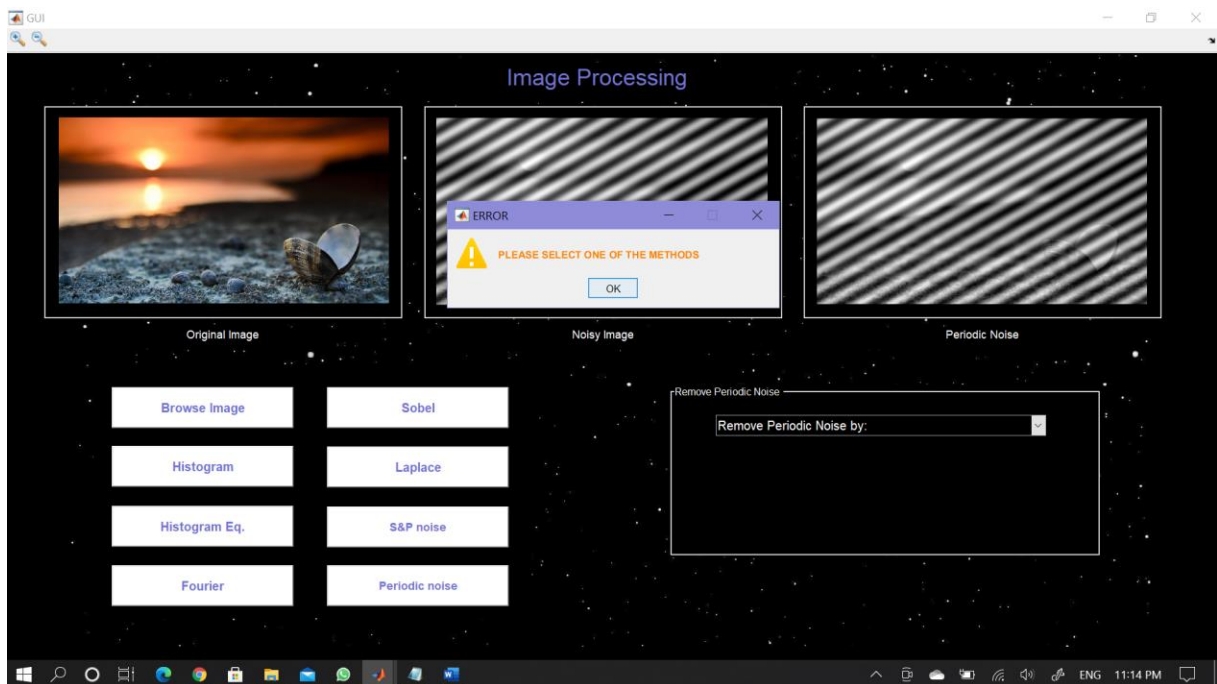 GUI
Image Processing
ERROR
PLEASE SELECT ONE OF THE METHODS
OK
Original Image
Noisy Image
Periodic Noise
Browse Image
Sobel
Remove Periodic Noise
Remove Periodic Noise by:
Histogram
Laplace
Histogram Eq.
S&P noise
Fourier
Periodic noise
ENG 11:14 PM